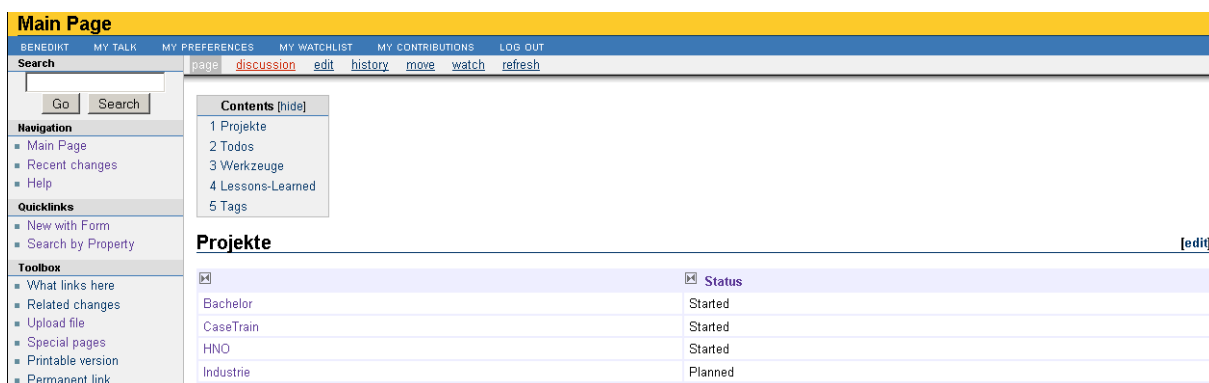 Main Page
BENEDIKT MY TALK MY PREFERENCES MY WATCHLIST MY CONTRIBUTIONS LOG OUT
Search
Go Search
Navigation
Main Page
Recent changes
Help
Quicklinks
New with Form
Search by Property
Toolbox
What links here
Related changes
Upload file
Special pages
Printable version
Permanent link
page discussion edit history move watch refresh
Contents [hide]
1 Projekte
2 Todos
3 Werkzeuge
4 Lessons-Learned
5 Tags
Projekte [edit]
Status
Bachelor Started
CaseTrain Started
HNO Started
Industrie Planned